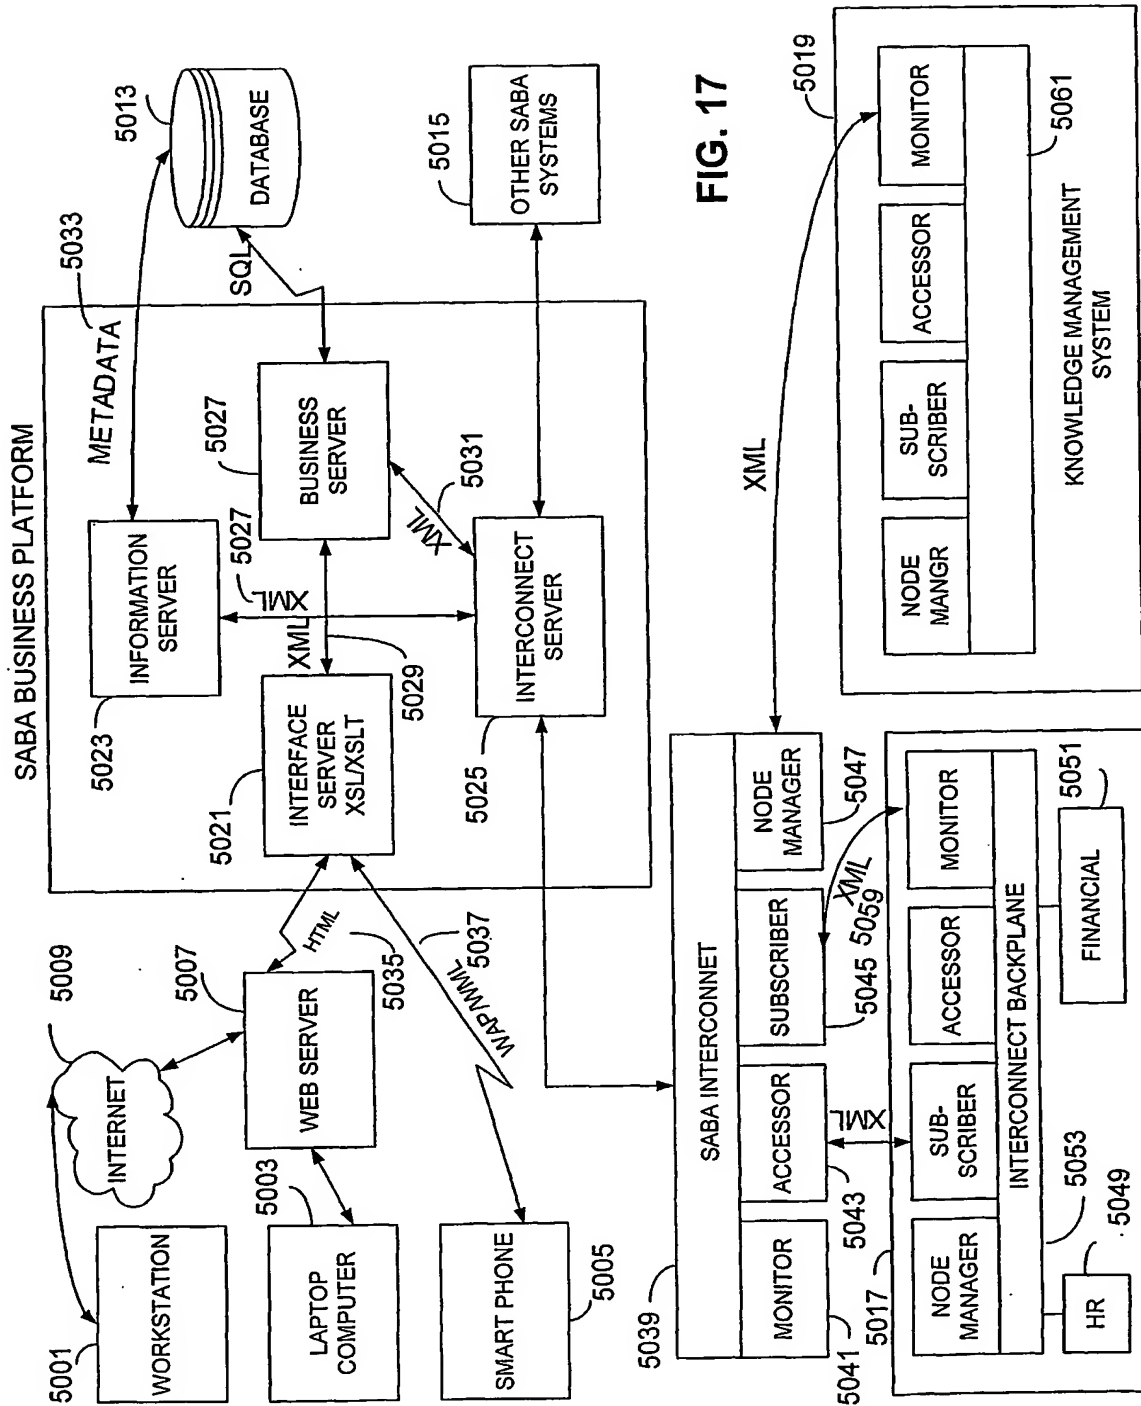 SABA BUSINESS PLATFORM
5001
WORKSTATION
5009
INTERNET
5007
WEB SERVER
5003
LAPTOP
COMPUTER
SMART PHONE
5005
HTML
5035
WAP/WML
5037
5023
INFORMATION
SERVER
METADATA
5033
5013
DATABASE
SQL
5021
INTERFACE
SERVER
XSL/XSLT
XML
5029
XML
5027
5027
BUSINESS
SERVER
XML
5031
5025
INTERCONNECT
SERVER
5015
OTHER SABA
SYSTEMS
FIG. 17
5039
SABA INTERCONNET
MONITOR
5041
ACCESSOR
5043
SUBSCRIBER
5045
NODE
MANAGER
5047
XML
XML
5059
XML
5017
NODE
MANAGER
SUB-
SCRIBER
ACCESSOR
MONITOR
INTERCONNECT BACKPLANE
5053
HR
5049
FINANCIAL
5051
5019
NODE
MANGR
SUB-
SCRIBER
ACCESSOR
MONITOR
5061
KNOWLEDGE MANAGEMENT
SYSTEM